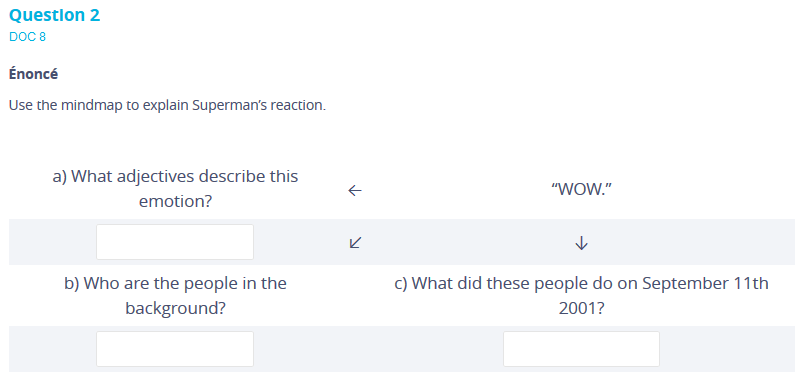 Question 2
DOC 8
Énoncé
Use the mindmap to explain Superman’s reaction.
a) What adjectives describe this
emotion?
←
“WOW.”
↙
↓
b) Who are the people in the
background?
c) What did these people do on September 11th
2001?